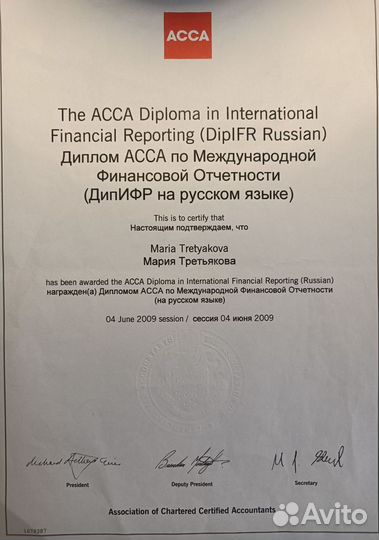 ACCA
The ACCA Diploma in International
Financial Reporting (DipIFR Russian)
Диплом АССА по Международной
Финансовой Отчетности
(ДипИФР на русском языке)
This is to certify that
Настоящим подтверждаем, что
Maria Tretyakova
Мария Третьякова
has been awarded the ACCA Diploma in International Financial Reporting (Russian)
награжден(а) Дипломом АССА по Международной Финансовой Отчетности
(на русском языке)
04 June 2009 session / сессия 04 июня 2009
President
Deputy President
Secretary
Association of Chartered Certified Accountants
Avito